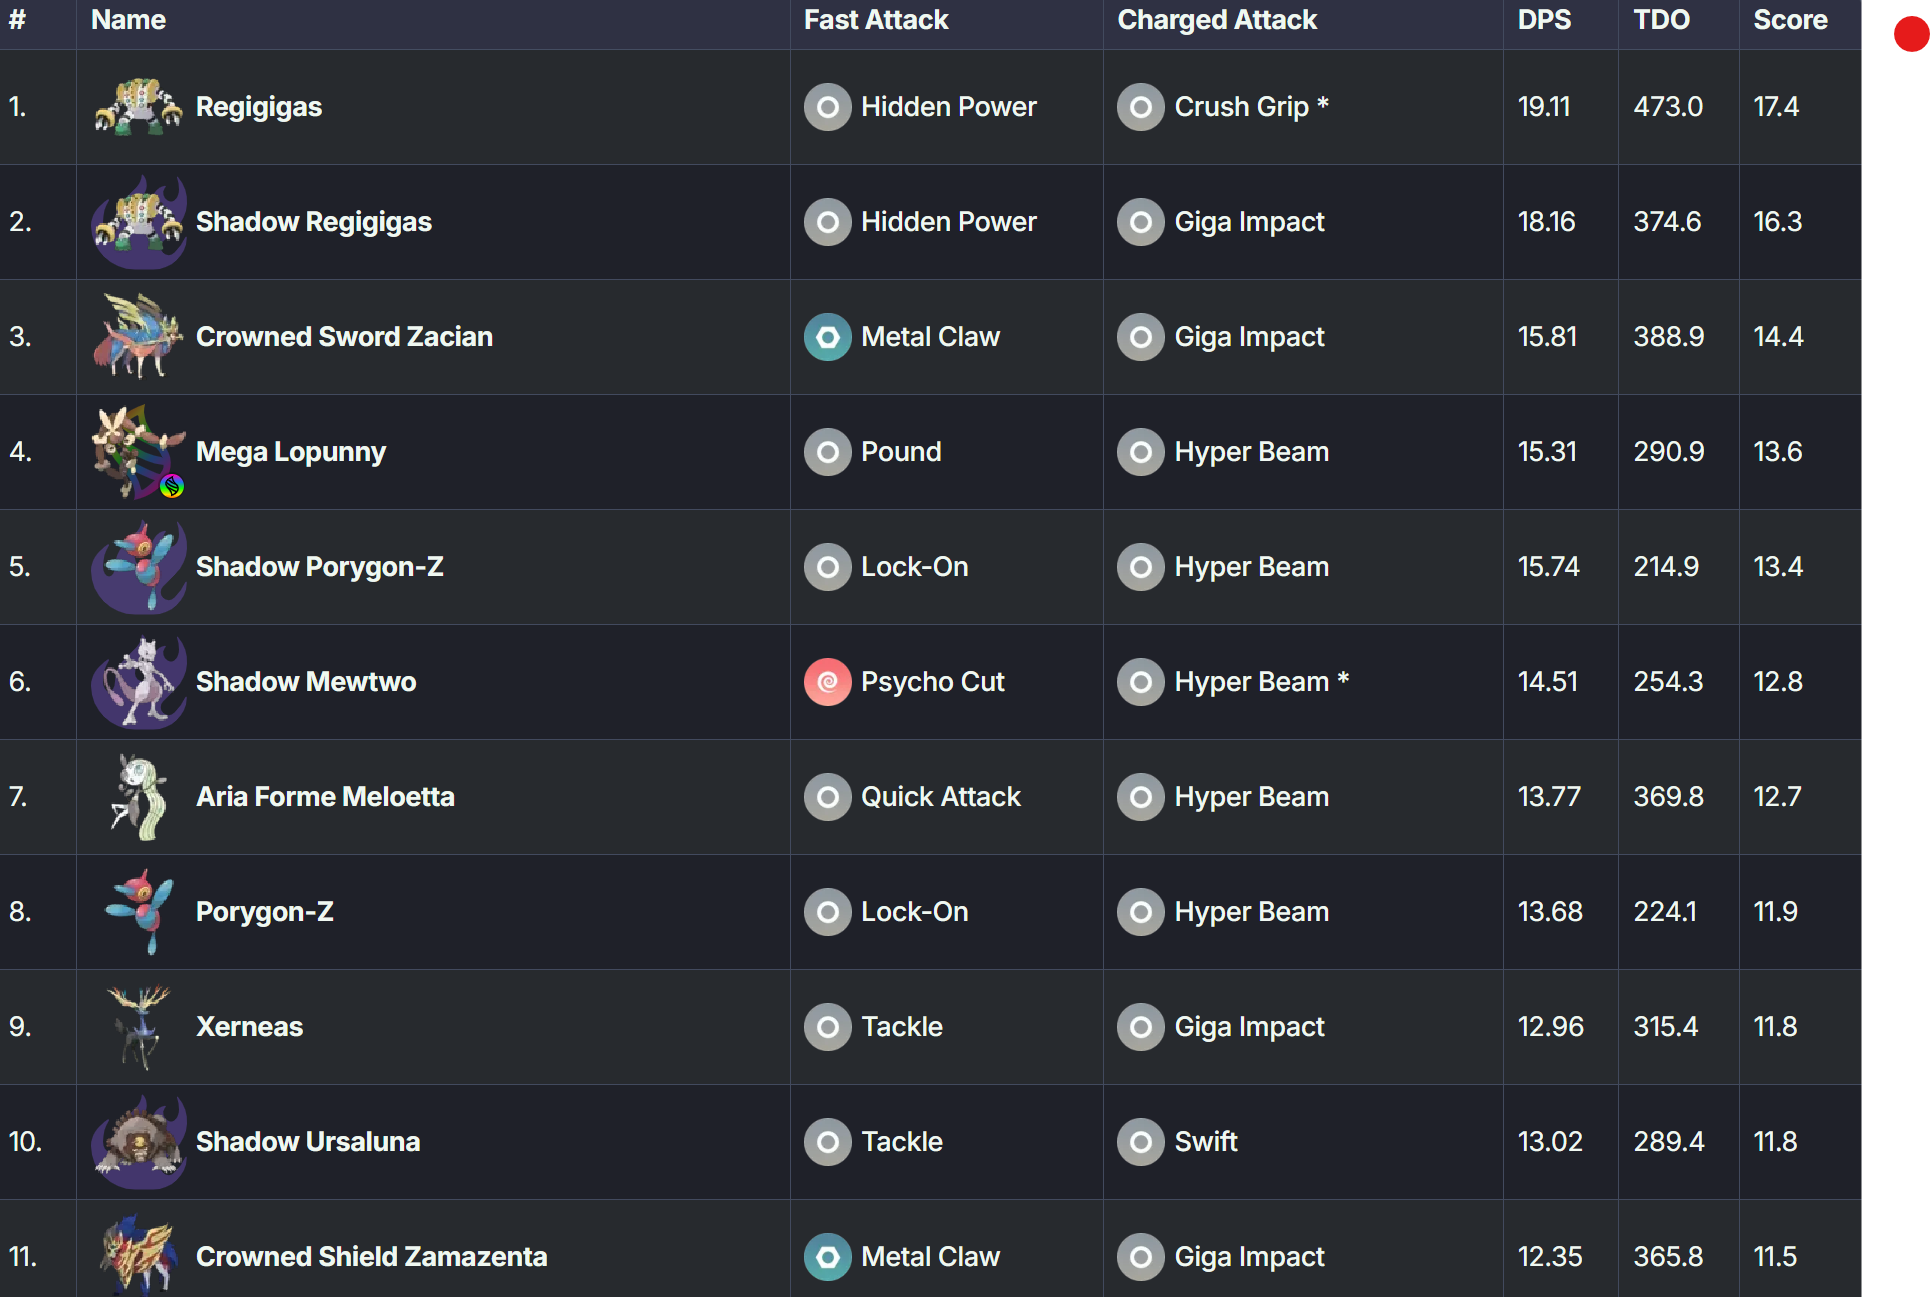 # Name Fast Attack Charged Attack DPS TDO Score
1. Regigigas Hidden Power Crush Grip * 19.11 473.0 17.4
2. Shadow Regigigas Hidden Power Giga Impact 18.16 374.6 16.3
3. Crowned Sword Zacian Metal Claw Giga Impact 15.81 388.9 14.4
4. Mega Lopunny Pound Hyper Beam 15.31 290.9 13.6
5. Shadow Porygon-Z Lock-On Hyper Beam 15.74 214.9 13.4
6. Shadow Mewtwo Psycho Cut Hyper Beam * 14.51 254.3 12.8
7. Aria Forme Meloetta Quick Attack Hyper Beam 13.77 369.8 12.7
8. Porygon-Z Lock-On Hyper Beam 13.68 224.1 11.9
9. Xerneas Tackle Giga Impact 12.96 315.4 11.8
10. Shadow Ursaluna Tackle Swift 13.02 289.4 11.8
11. Crowned Shield Zamazenta Metal Claw Giga Impact 12.35 365.8 11.5